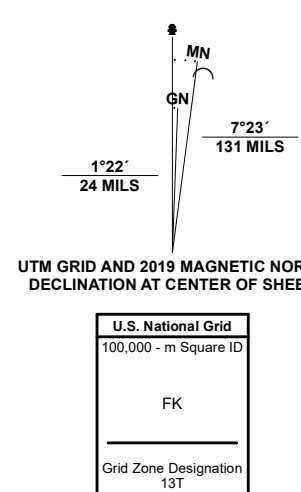 MN
GN
7°23´
131 MILS
1°22´
24 MILS
UTM GRID AND 2019 MAGNETIC NOR
DECLINATION AT CENTER OF SHEE
U.S. National Grid
100,000 - m Square ID
FK
Grid Zone Designation
13T